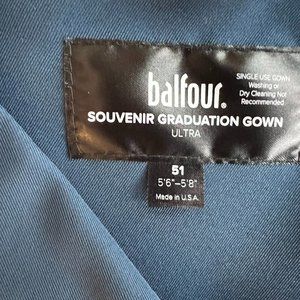 balfour.
SINGLE USE GOWN
Washing or
Dry Cleaning Not
Recommended
SOUVENIR GRADUATION GOWN
ULTRA
51
5'6"–5'8"
Made in U.S.A.